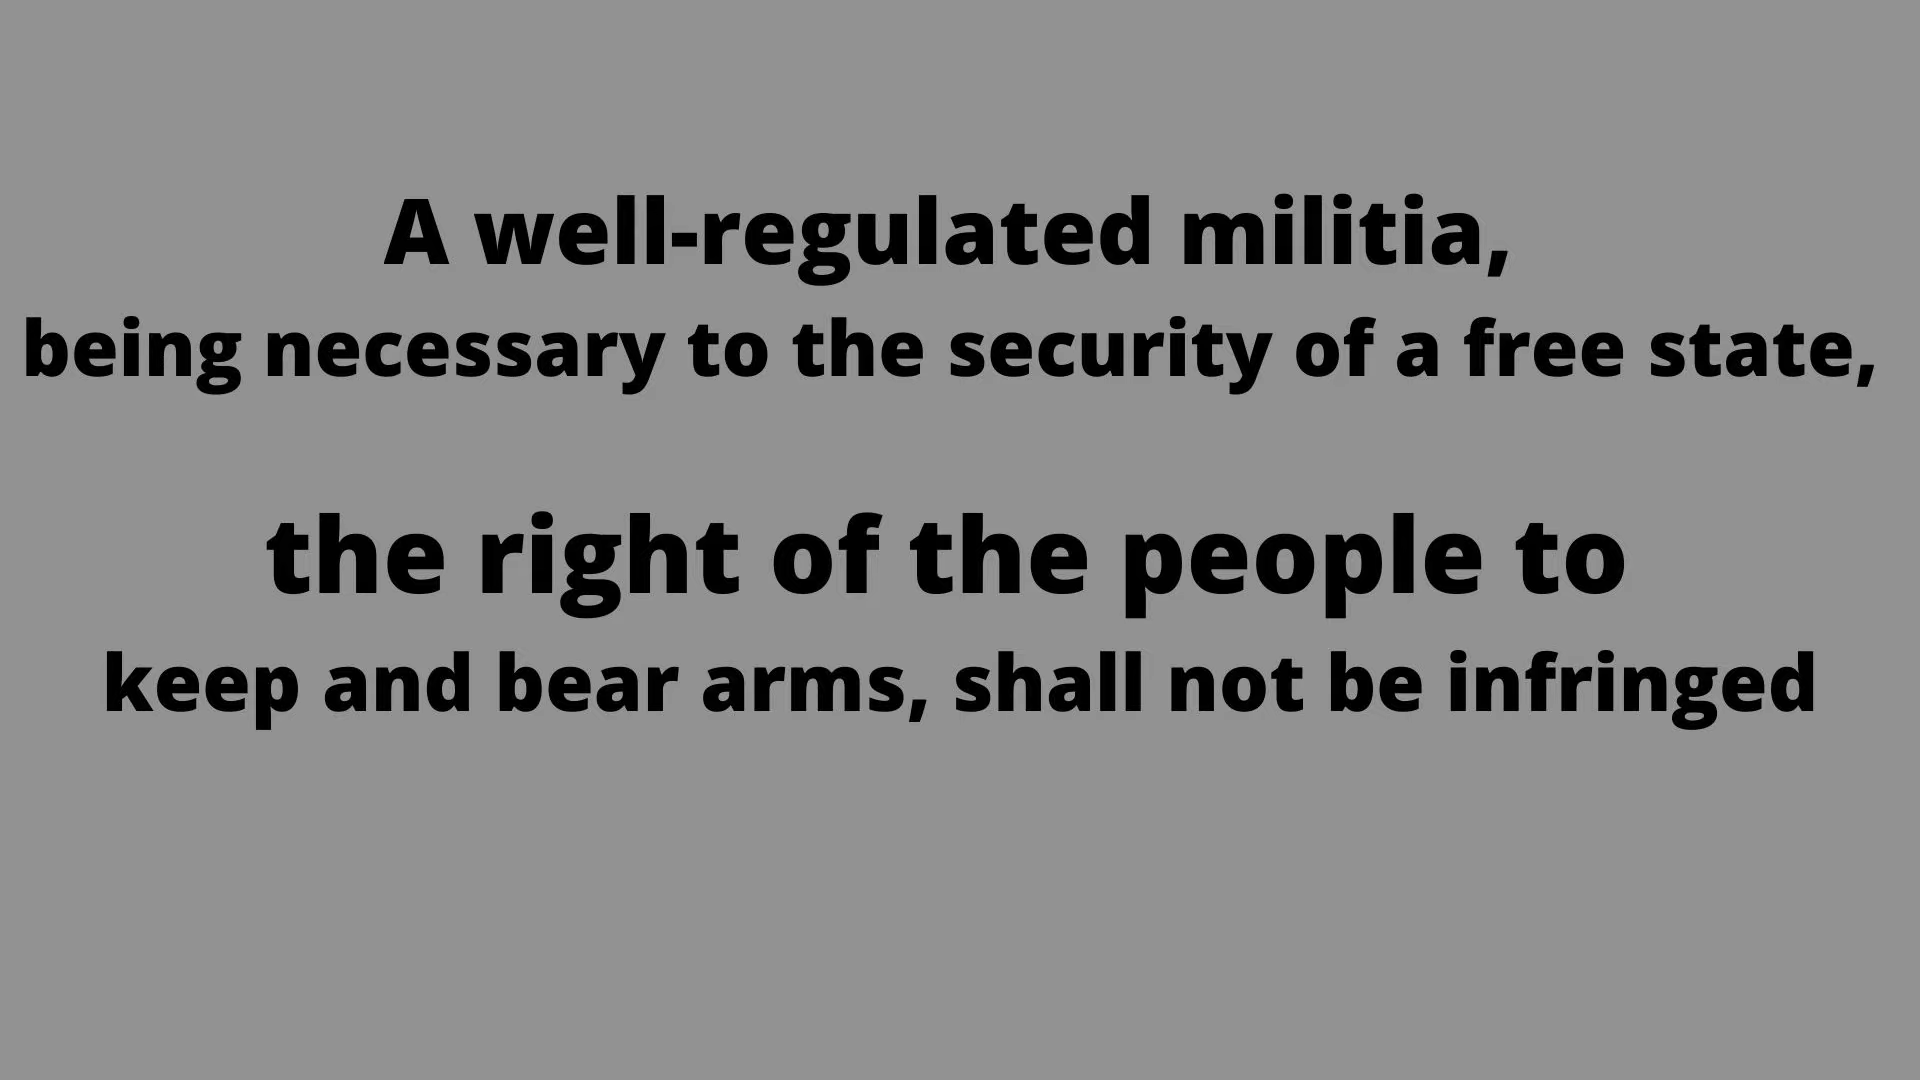 A well-regulated militia,
being necessary to the security of a free state,
the right of the people to
keep and bear arms, shall not be infringed